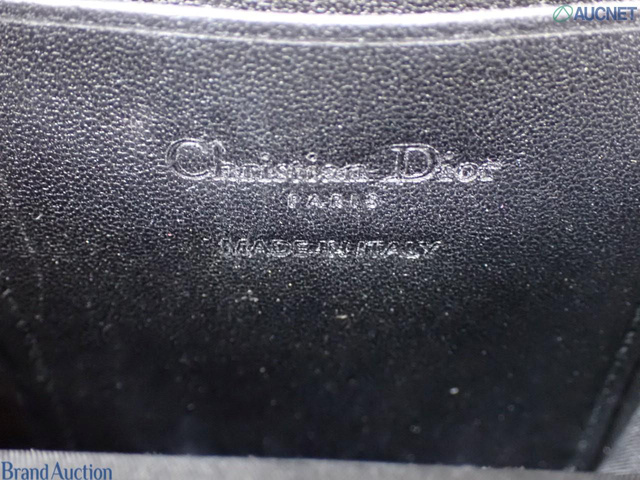 AUCNET
Christian Dior
PARIS
MADE IN ITALY
Brand Auction